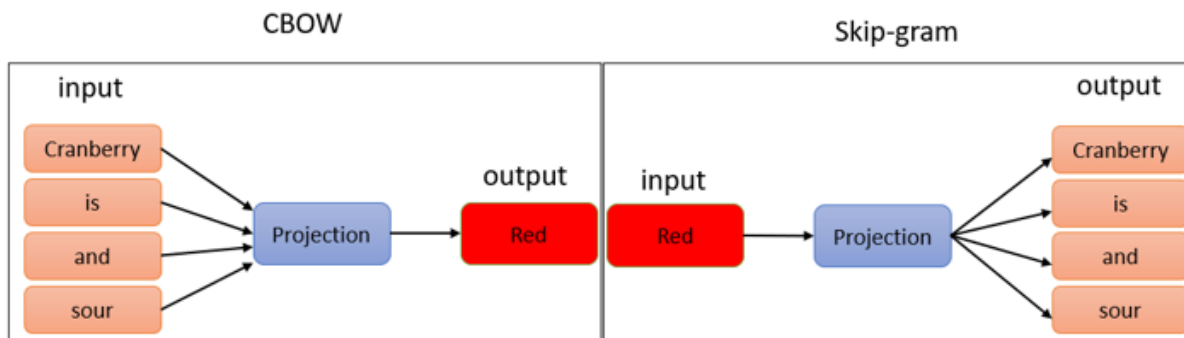 CBOW
input
Cranberry
is
and
sour
Projection
output
Red
Skip-gram
input
Red
Projection
output
Cranberry
is
and
sour